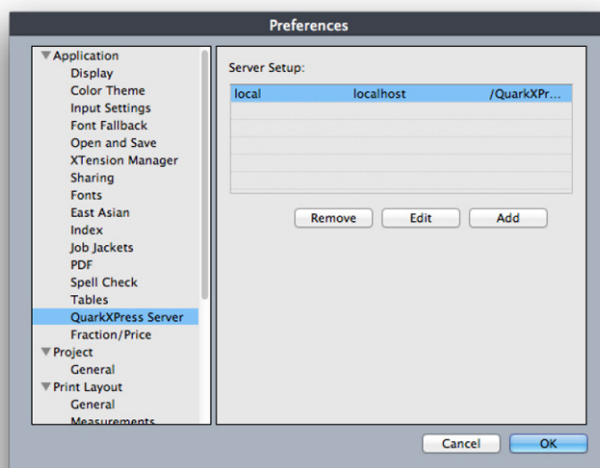 Preferences
Application
Display
Color Theme
Input Settings
Font Fallback
Open and Save
XTension Manager
Sharing
Fonts
East Asian
Index
Job Jackets
PDF
Spell Check
Tables
QuarkXPress Server
Fraction/Price
Project
General
Print Layout
General
Measurements
Server Setup:
local localhost /QuarkXPr...
Remove Edit Add
Cancel OK